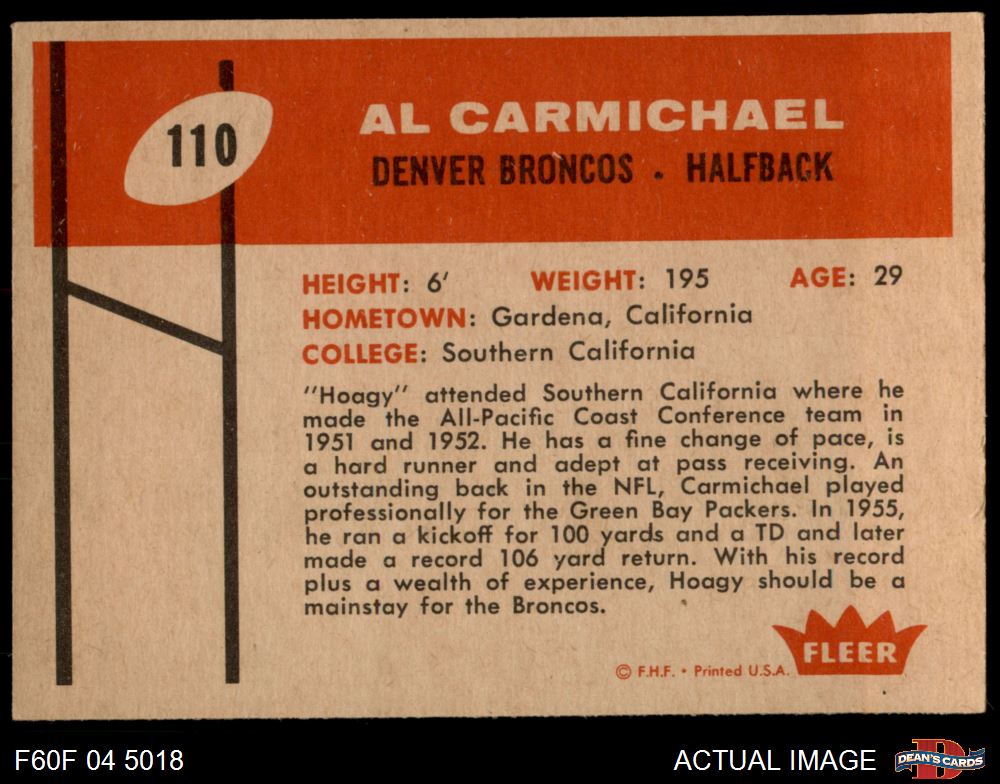 110
AL CARMICHAEL
DENVER BRONCOS • HALFBACK
HEIGHT: 6' WEIGHT: 195 AGE: 29
HOMETOWN: Gardena, California
COLLEGE: Southern California
"Hoagy" attended Southern California where he
made the All-Pacific Coast Conference team in
1951 and 1952. He has a fine change of pace, is
a hard runner and adept at pass receiving. An
outstanding back in the NFL, Carmichael played
professionally for the Green Bay Packers. In 1955,
he ran a kickoff for 100 yards and a TD and later
made a record 106 yard return. With his record
plus a wealth of experience, Hoagy should be a
mainstay for the Broncos.
FLEER
© F.H.F. • Printed U.S.A.
F60F 04 5018
ACTUAL IMAGE
D
DEAN'S CARDS